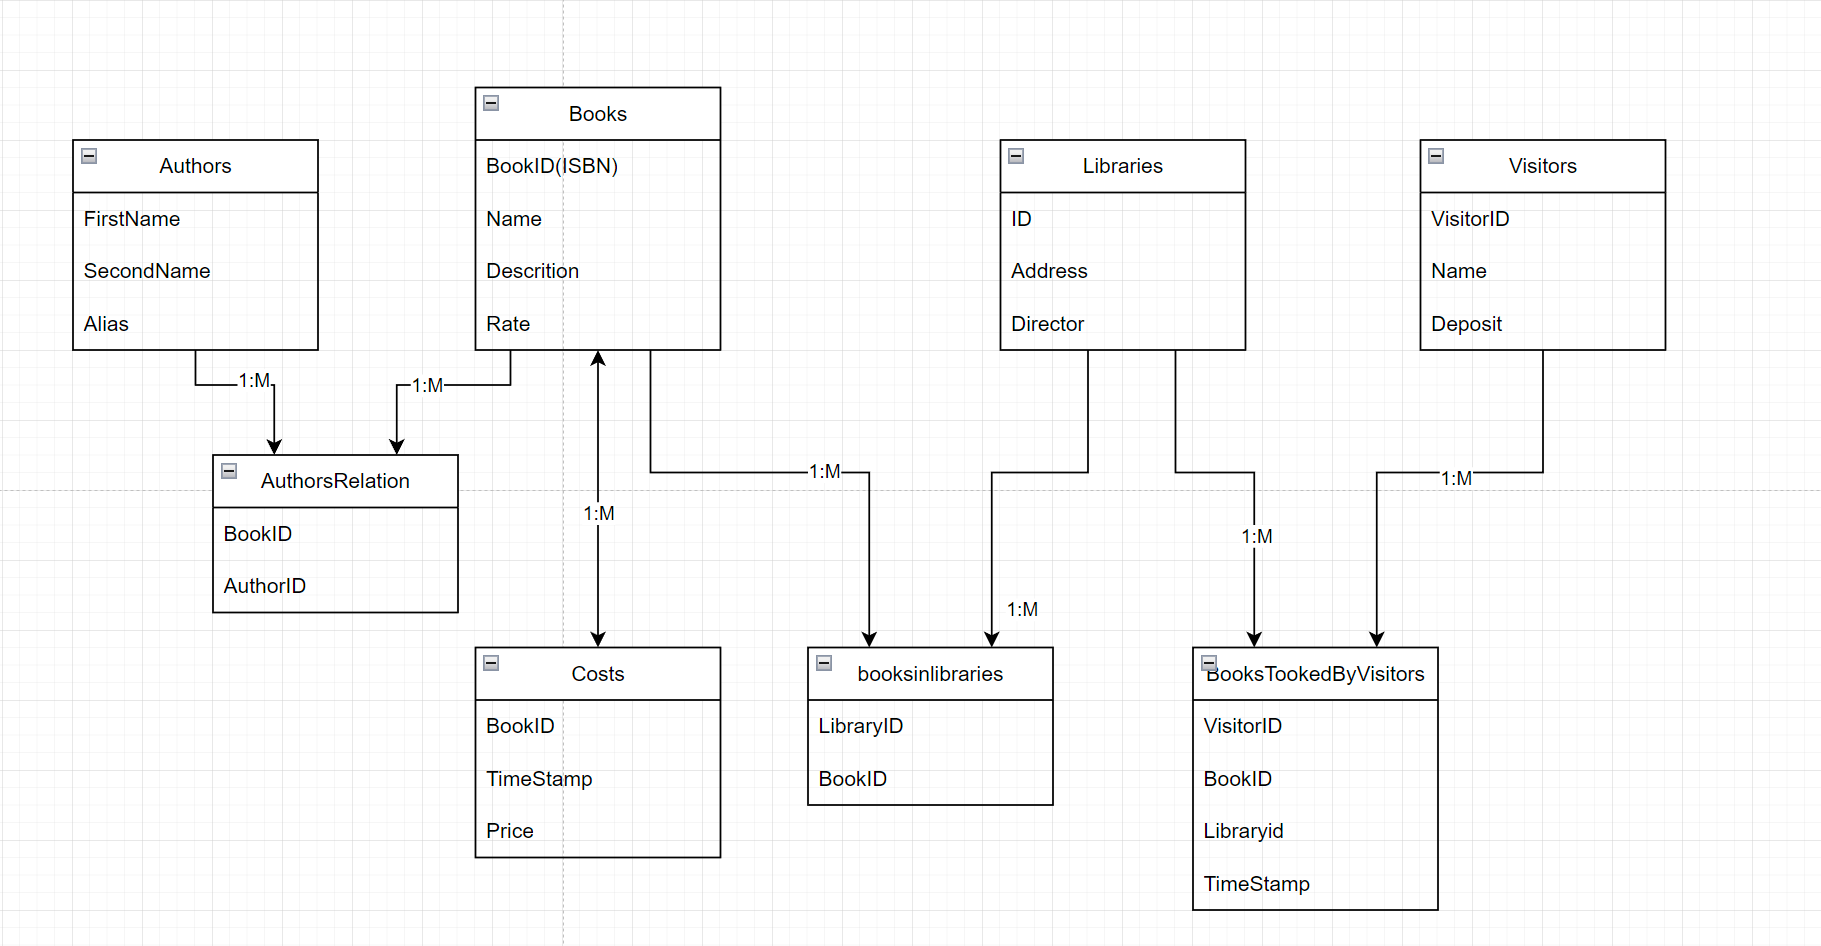 Authors
FirstName
SecondName
Alias
Books
BookID(ISBN)
Name
Descrition
Rate
Libraries
ID
Address
Director
Visitors
VisitorID
Name
Deposit
1:M
1:M
1:M
1:M
1:M
1:M
1:M
AuthorsRelation
BookID
AuthorID
Costs
BookID
TimeStamp
Price
booksinlibraries
LibraryID
BookID
BooksTookedByVisitors
VisitorID
BookID
Libraryid
TimeStamp